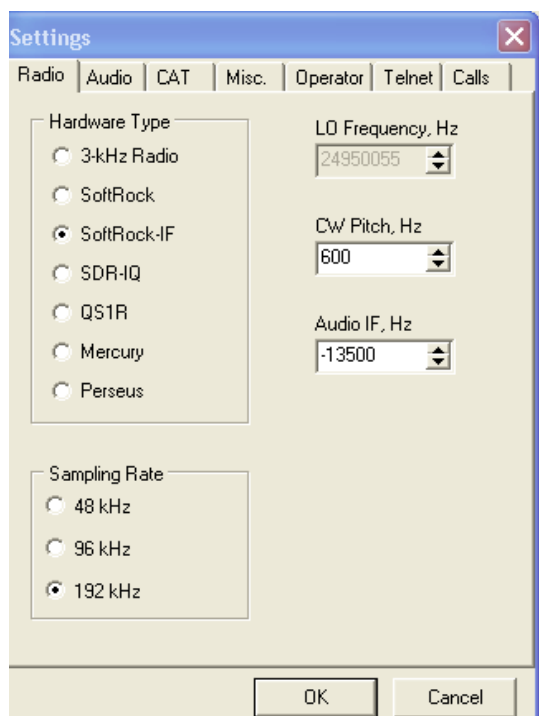 Settings
Radio Audio CAT Misc. Operator Telnet Calls
Hardware Type
3-kHz Radio
SoftRock
SoftRock-IF
SDR-IQ
QS1R
Mercury
Perseus
LO Frequency, Hz
24950055
CW Pitch, Hz
600
Audio IF, Hz
-13500
Sampling Rate
48 kHz
96 kHz
192 kHz
OK Cancel